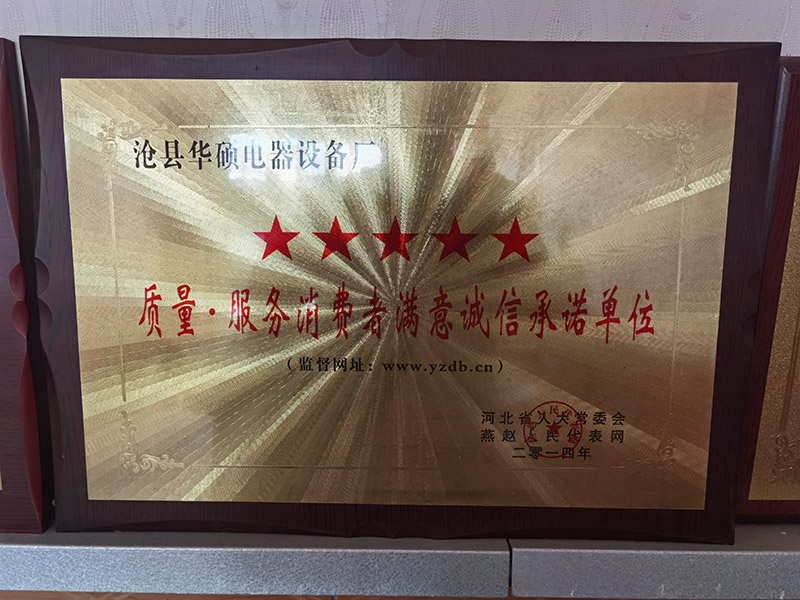 沧县华硕电器设备厂
质量·服务消费者满意诚信承诺单位
(监督网址：www.yzdb.cn)
河北省人大常委会
燕赵人民代表网
二零一四年